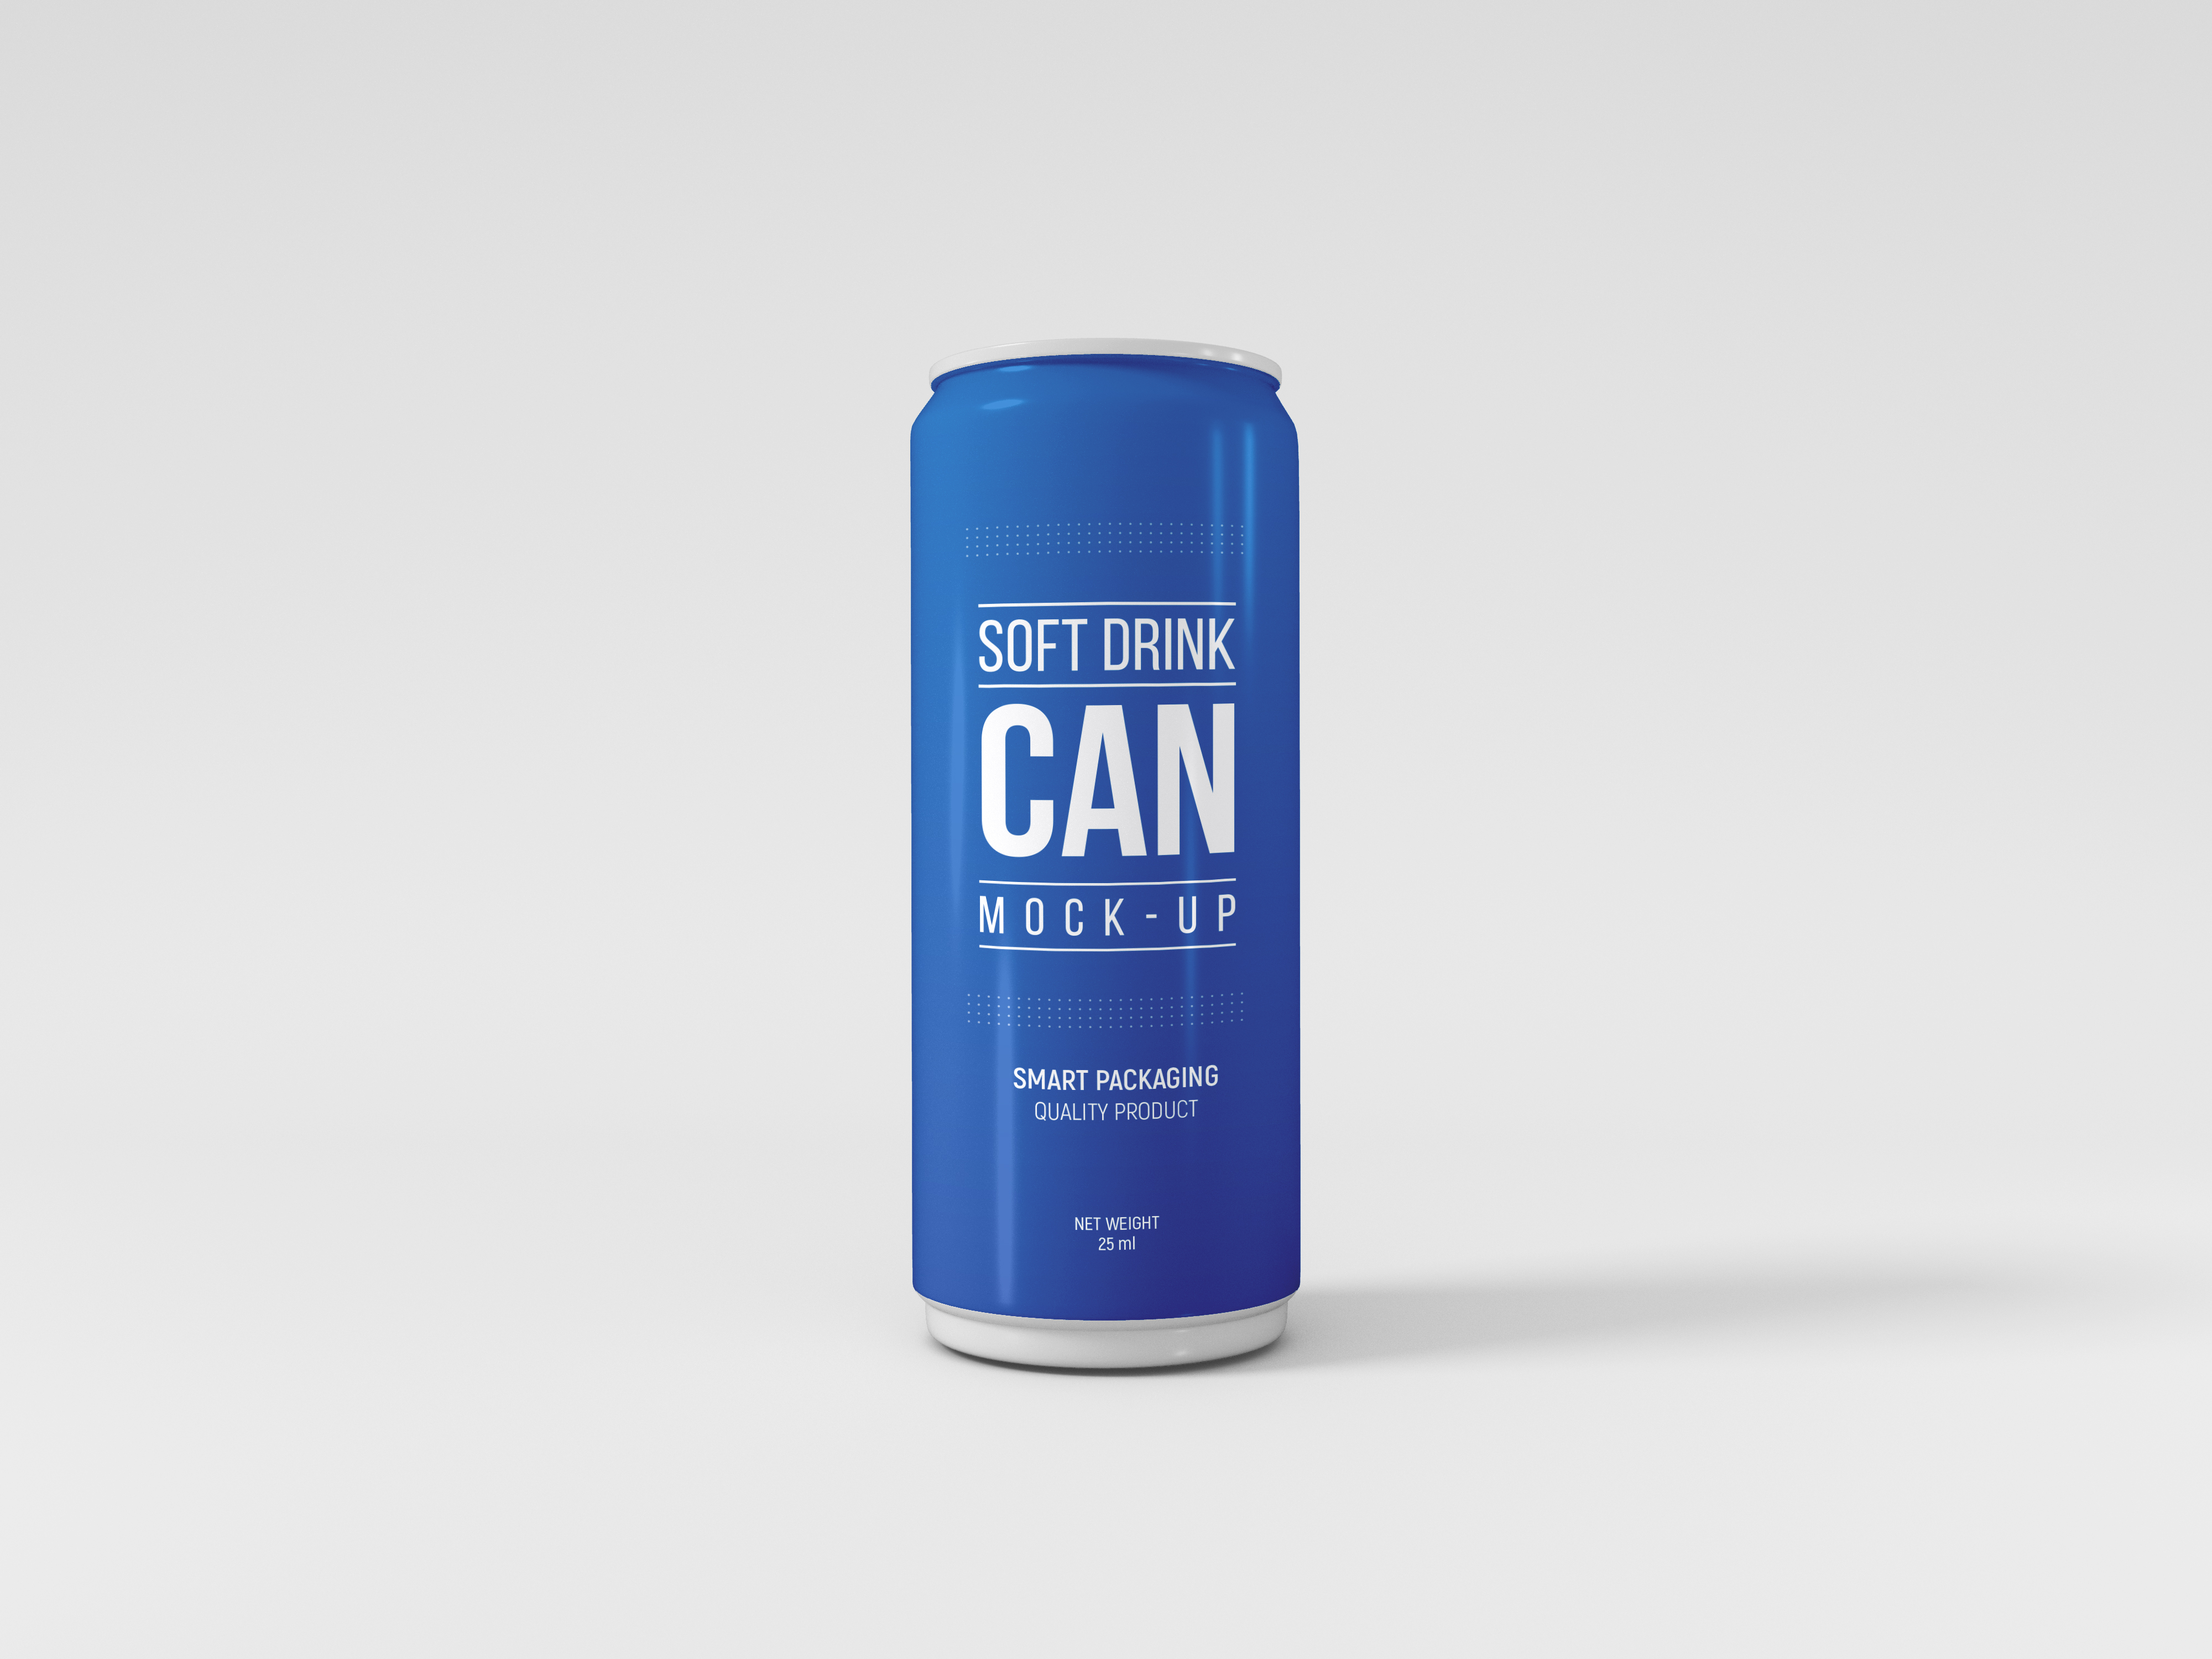 SOFT DRINK
CAN
MOCK-UP
SMART PACKAGING
QUALITY PRODUCT
NET WEIGHT
25 ml